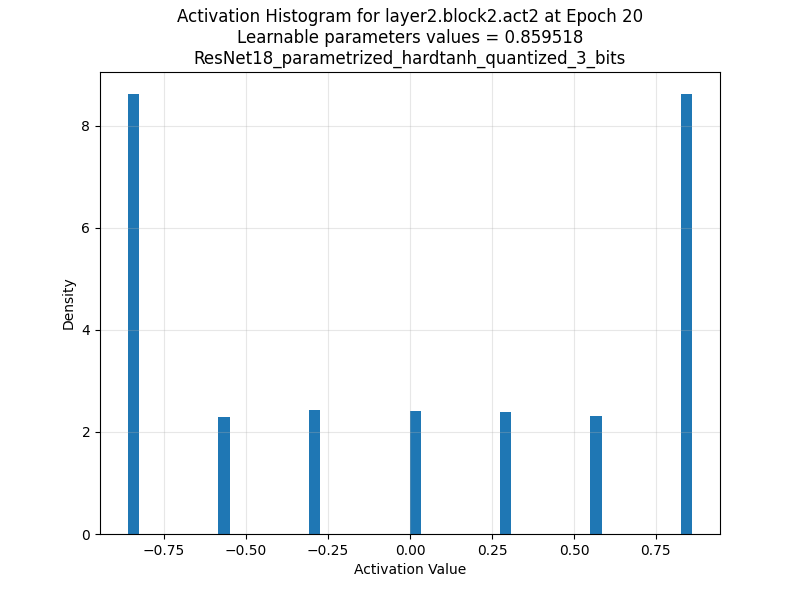 Activation Histogram for layer2.block2.act2 at Epoch 20
Learnable parameters values = 0.859518
ResNet18_parametrized_hardtanh_quantized_3_bits
8
6
4
2
0
Density
−0.75 −0.50 −0.25 0.00 0.25 0.50 0.75
Activation Value